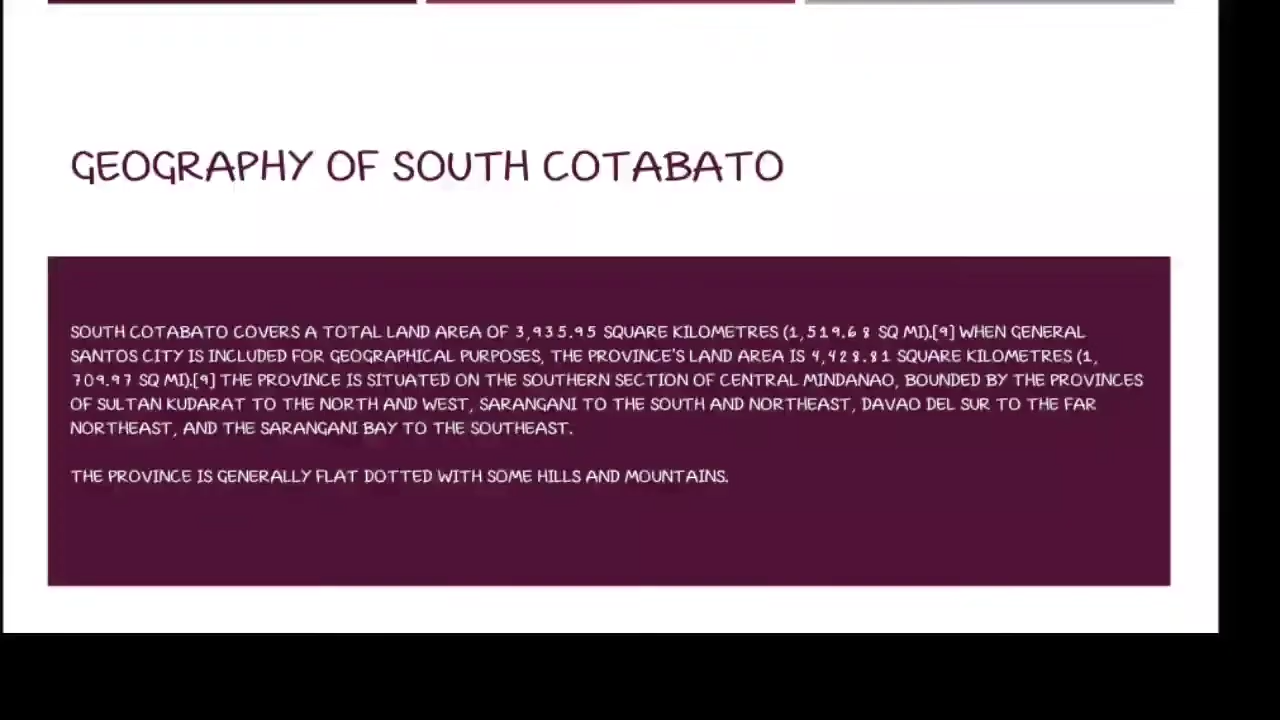 GEOGRAPHY OF SOUTH COTABATO
SOUTH COTABATO COVERS A TOTAL LAND AREA OF 3,935.95 SQUARE KILOMETRES (1,519.68 SQ MI).[9] WHEN GENERAL
SANTOS CITY IS INCLUDED FOR GEOGRAPHICAL PURPOSES, THE PROVINCE'S LAND AREA IS 4,428.81 SQUARE KILOMETRES (1,
709.97 SQ MI).[9] THE PROVINCE IS SITUATED ON THE SOUTHERN SECTION OF CENTRAL MINDANAO, BOUNDED BY THE PROVINCES
OF SULTAN KUDARAT TO THE NORTH AND WEST, SARANGANI TO THE SOUTH AND NORTHEAST, DAVAO DEL SUR TO THE FAR
NORTHEAST, AND THE SARANGANI BAY TO THE SOUTHEAST.
THE PROVINCE IS GENERALLY FLAT DOTTED WITH SOME HILLS AND MOUNTAINS.